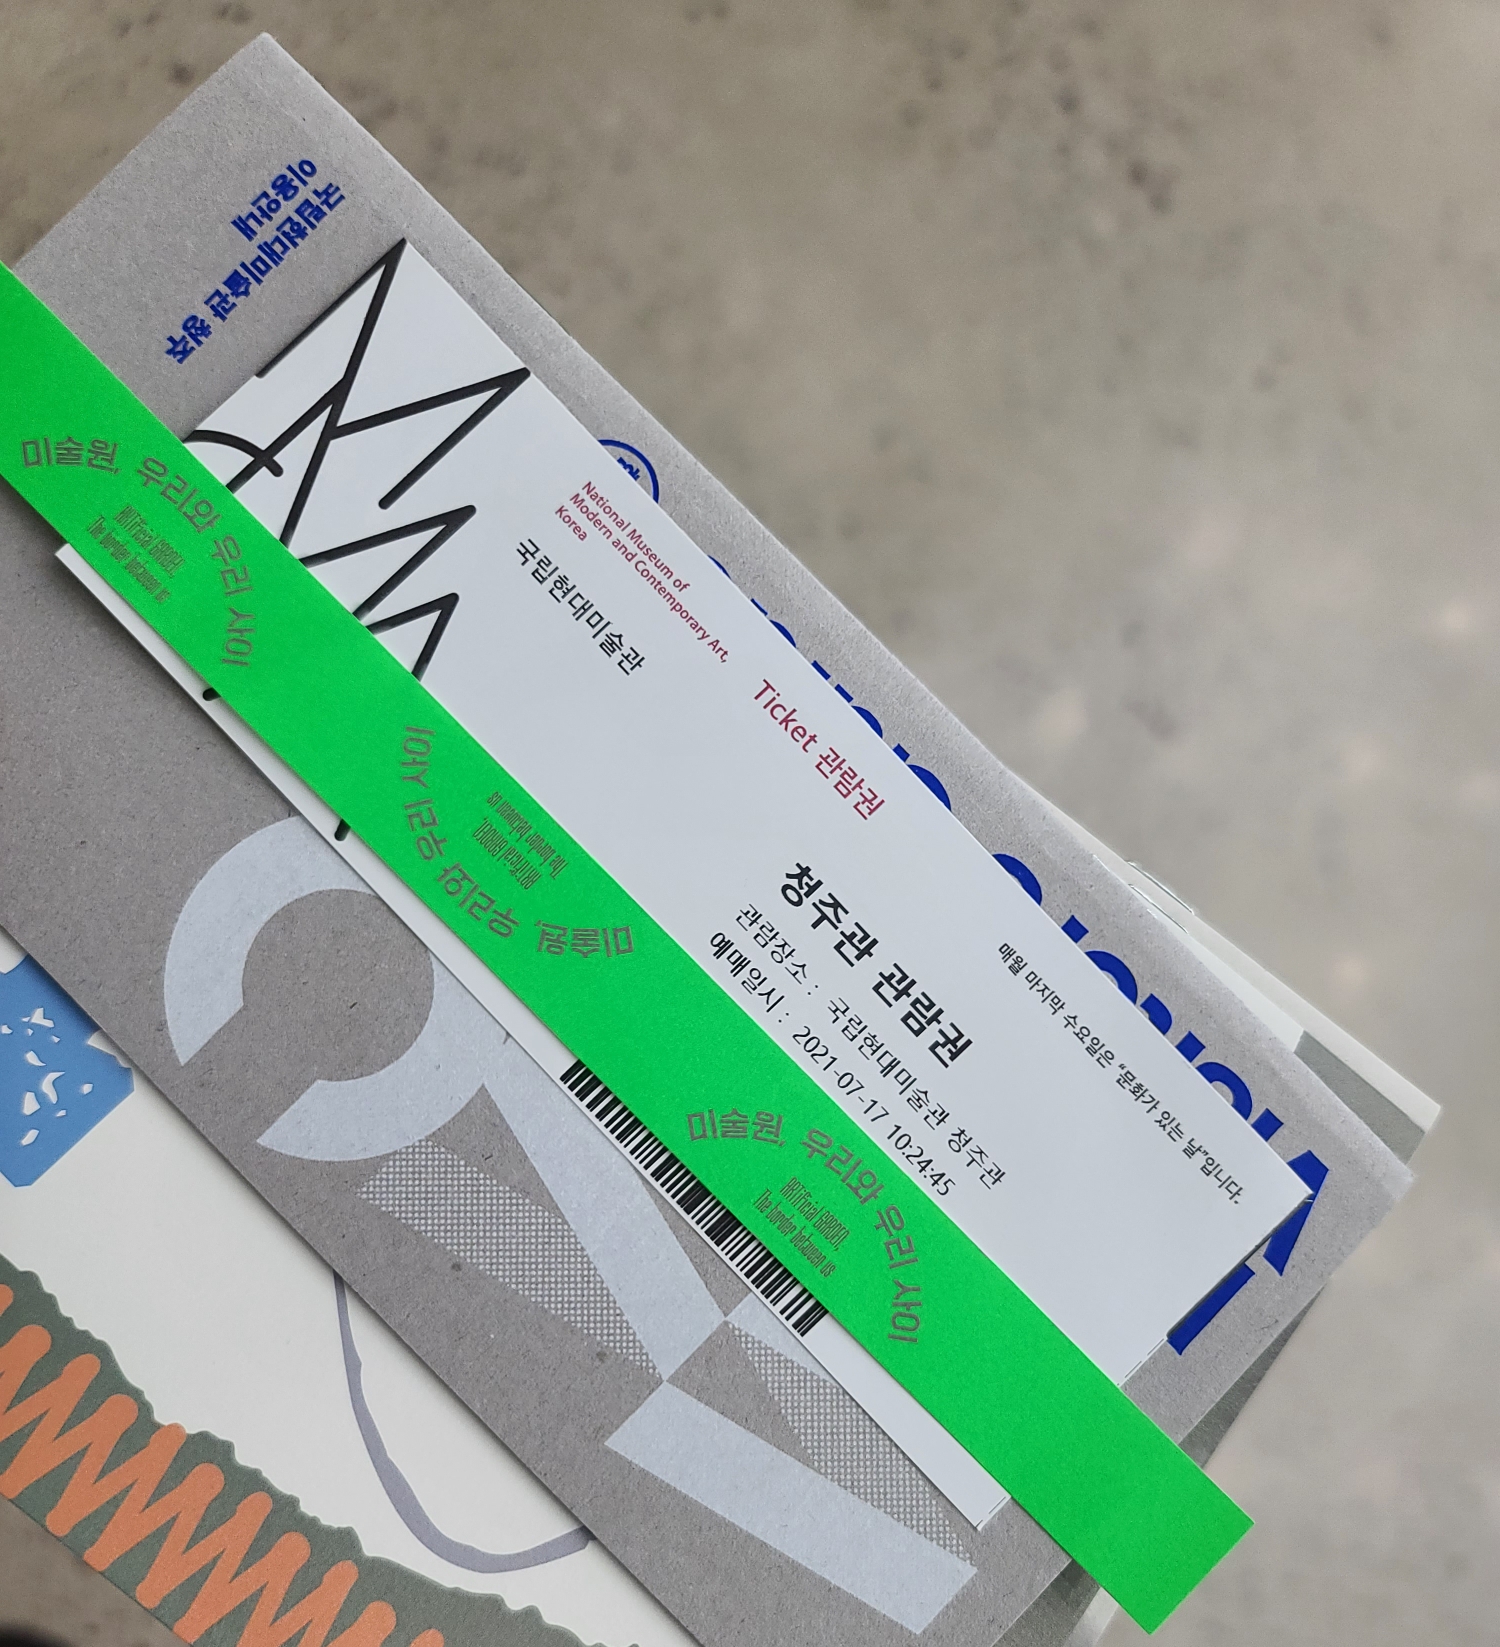 국립현대미술관 청주
이용안내
National Museum of
Modern and Contemporary Art,
Korea
국립현대미술관
Ticket 관람권
청주관 관람권
관람장소 : 국립현대미술관 청주관
예매일시 : 2021-07-17 10:24:45
매월 마지막 수요일은 “문화가 있는 날”입니다.
미술원, 우리와 우리 사이
ARTificial GARDEN,
The border between us
미술원, 우리와 우리 사이
ARTificial GARDEN,
The border between us
미술원, 우리와 우리 사이
ARTificial GARDEN,
The border between us